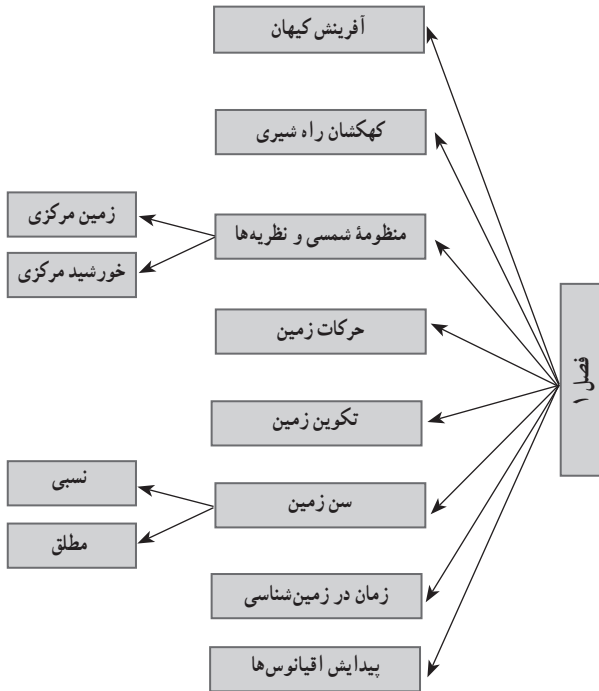 فصل ۱
آفرینش کیهان
کهکشان راه شیری
منظومهٔ شمسی و نظریه‌ها
زمین مرکزی
خورشید مرکزی
حرکات زمین
تکوین زمین
سن زمین
نسبی
مطلق
زمان در زمین‌شناسی
پیدایش اقیانوس‌ها